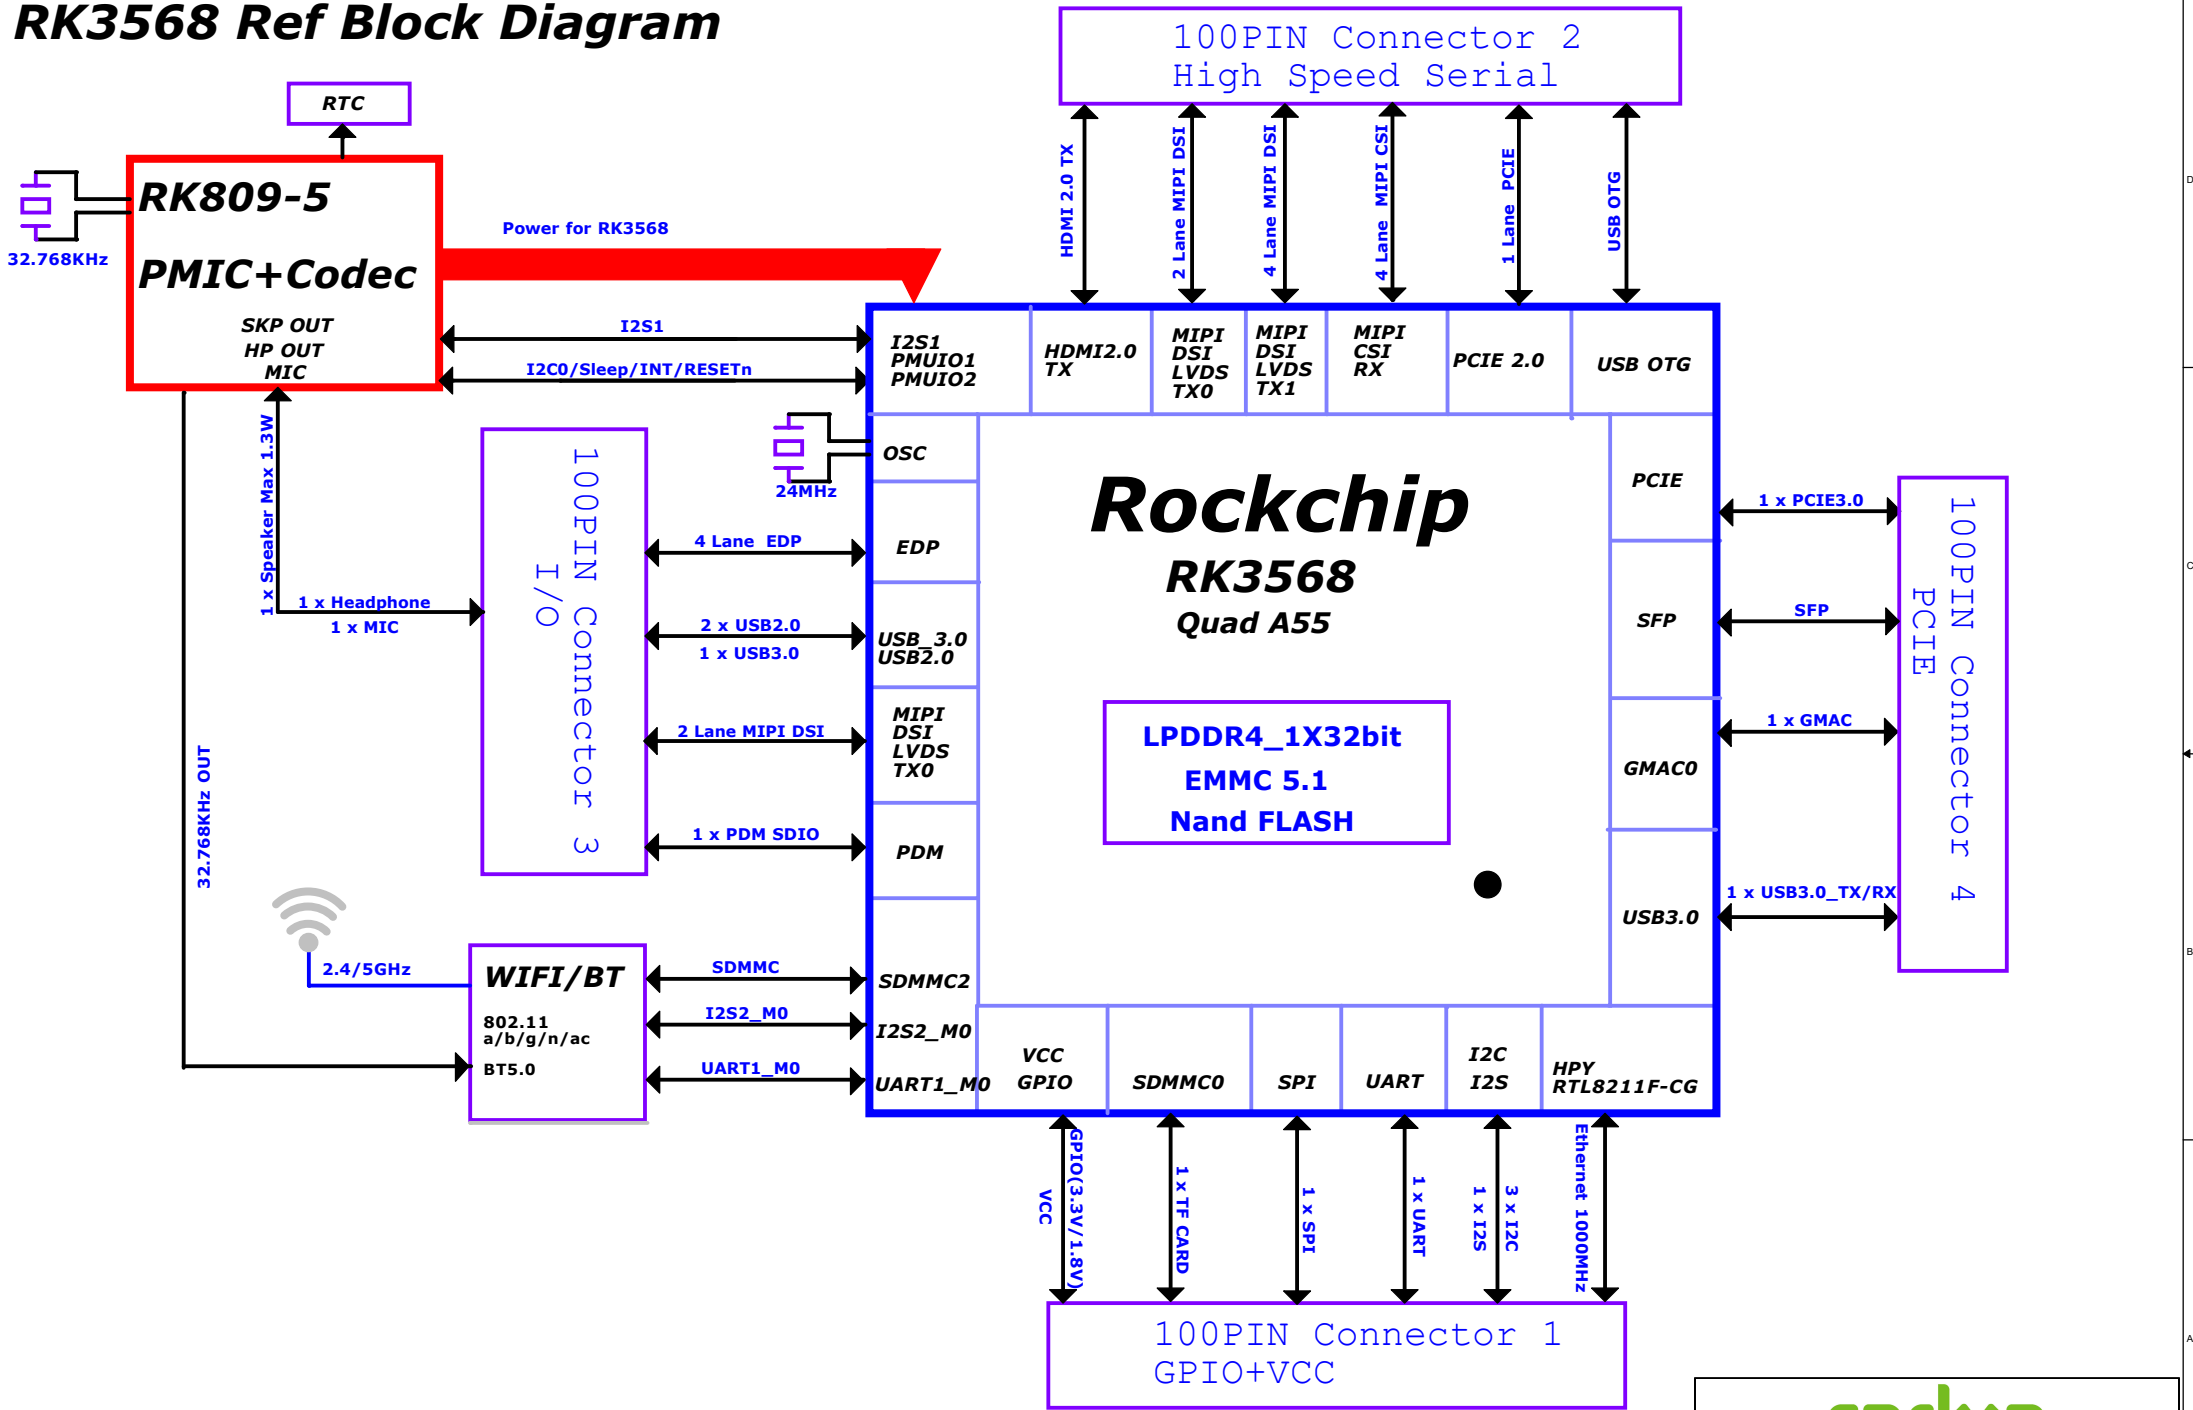 RK3568 Ref Block Diagram
100PIN Connector 2
High Speed Serial
RTC
RK809-5
PMIC+Codec
SKP OUT
HP OUT
MIC
32.768KHz
Power for RK3568
I2S1
I2C0/Sleep/INT/RESETn
HDMI 2.0 TX
2 Lane MIPI DSI
4 Lane MIPI DSI
4 Lane MIPI CSI
1 Lane PCIE
USB OTG
I2S1
PMUIO1
PMUIO2
HDMI2.0
TX
MIPI
DSI
LVDS
TX0
MIPI
DSI
LVDS
TX1
MIPI
CSI
RX
PCIE 2.0
USB OTG
OSC
24MHz
EDP
USB_3.0
USB2.0
MIPI
DSI
LVDS
TX0
PDM
SDMMC2
I2S2_M0
UART1_M0
1 x Speaker Max 1.3W
1 x Headphone
1 x MIC
100PIN Connector 3
I/O
4 Lane EDP
2 x USB2.0
1 x USB3.0
2 Lane MIPI DSI
1 x PDM SDIO
32.768KHz OUT
2.4/5GHz
WIFI/BT
802.11
a/b/g/n/ac
BT5.0
SDMMC
I2S2_M0
UART1_M0
Rockchip
RK3568
Quad A55
LPDDR4_1X32bit
EMMC 5.1
Nand FLASH
PCIE
SFP
GMAC0
USB3.0
1 x PCIE3.0
SFP
1 x GMAC
1 x USB3.0_TX/RX
100PIN Connector 4
PCIE
VCC
GPIO
SDMMC0
SPI
UART
I2C
I2S
HPY
RTL8211F-CG
GPIO(3.3V/1.8V)
VCC
1 x TF CARD
1 x SPI
1 x UART
3 x I2C
1 x I2S
Ethernet 1000MHz
100PIN Connector 1
GPIO+VCC
D
C
B
A